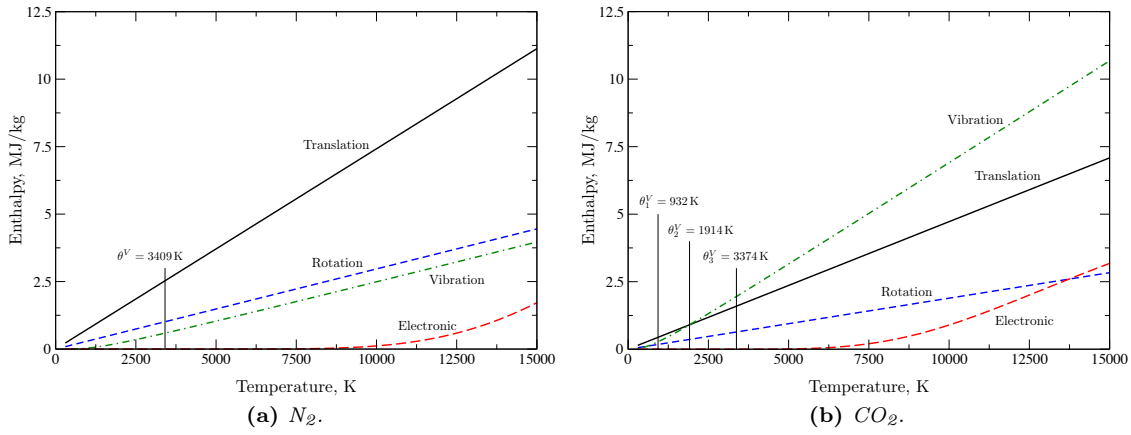 12.5
10
7.5
5
2.5
0
Enthalpy, MJ/kg
Translation
θ^V = 3409 K
Rotation
Vibration
Electronic
0
2500
5000
7500
10000
12500
15000
Temperature, K
(a) N₂.
12.5
10
7.5
5
2.5
0
Enthalpy, MJ/kg
Vibration
Translation
θ₁^V = 932 K
θ₂^V = 1914 K
θ₃^V = 3374 K
Rotation
Electronic
0
2500
5000
7500
10000
12500
15000
Temperature, K
(b) CO₂.